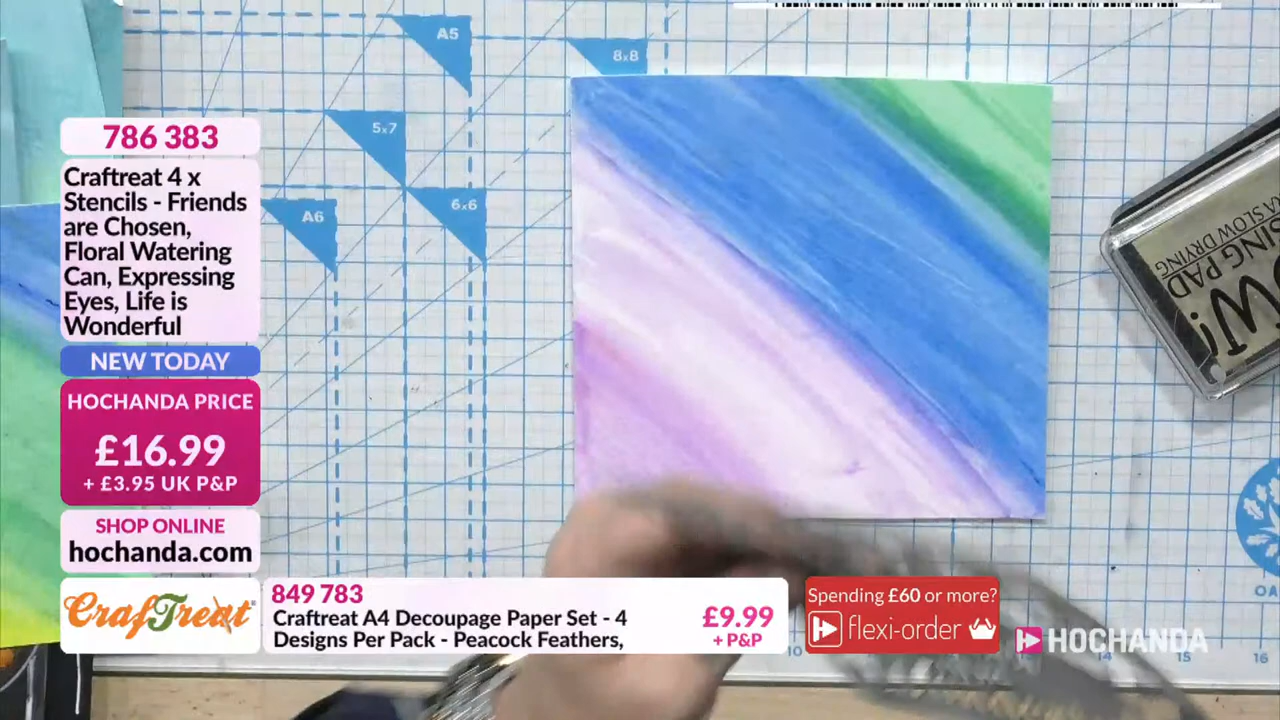 A5
8x8
5x7
6x6
A6
786 383
Craftreat 4 x
Stencils - Friends
are Chosen,
Floral Watering
Can, Expressing
Eyes, Life is
Wonderful
NEW TODAY
HOCHANDA PRICE
£16.99
+ £3.95 UK P&P
SHOP ONLINE
hochanda.com
CrafTreat
849 783
Craftreat A4 Decoupage Paper Set - 4
Designs Per Pack - Peacock Feathers,
£9.99
+ P&P
Spending £60 or more?
flexi-order
HOCHANDA
SLOW DRYING
PAD
10
14
15
16
OA